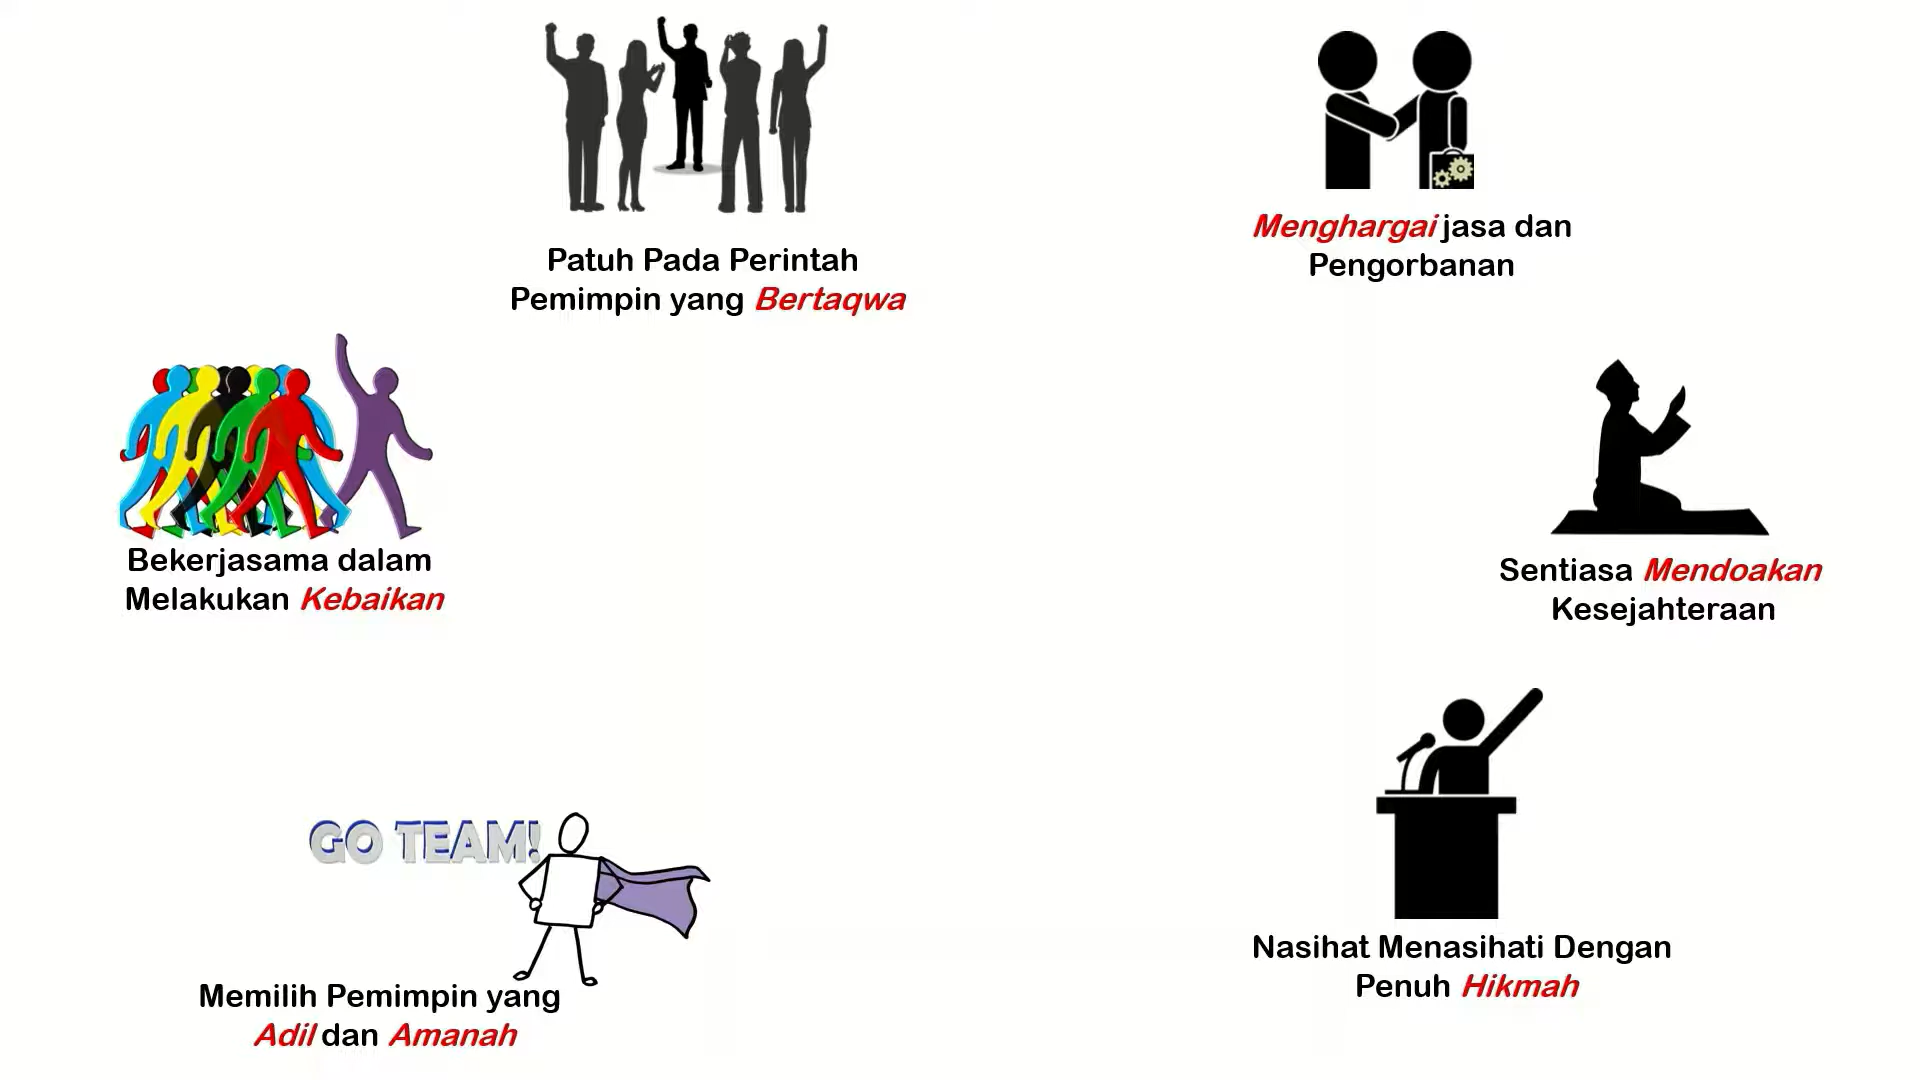 Patuh Pada Perintah
Pemimpin yang Bertaqwa
Menghargai jasa dan
Pengorbanan
Bekerjasama dalam
Melakukan Kebaikan
Sentiasa Mendoakan
Kesejahteraan
GO TEAM!
Memilih Pemimpin yang
Adil dan Amanah
Nasihat Menasihati Dengan
Penuh Hikmah